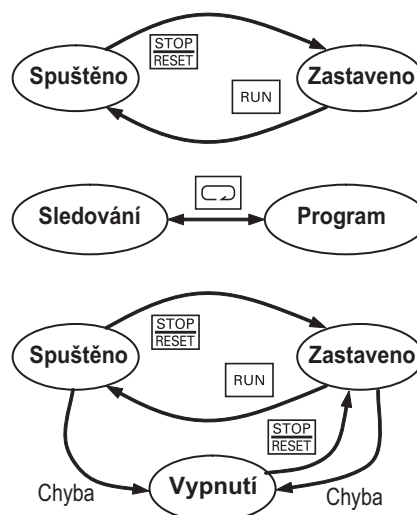 STOP
RESET
Spuštěno
Zastaveno
RUN
Sledování
Program
STOP
RESET
Spuštěno
Zastaveno
RUN
STOP
RESET
Chyba
Vypnutí
Chyba